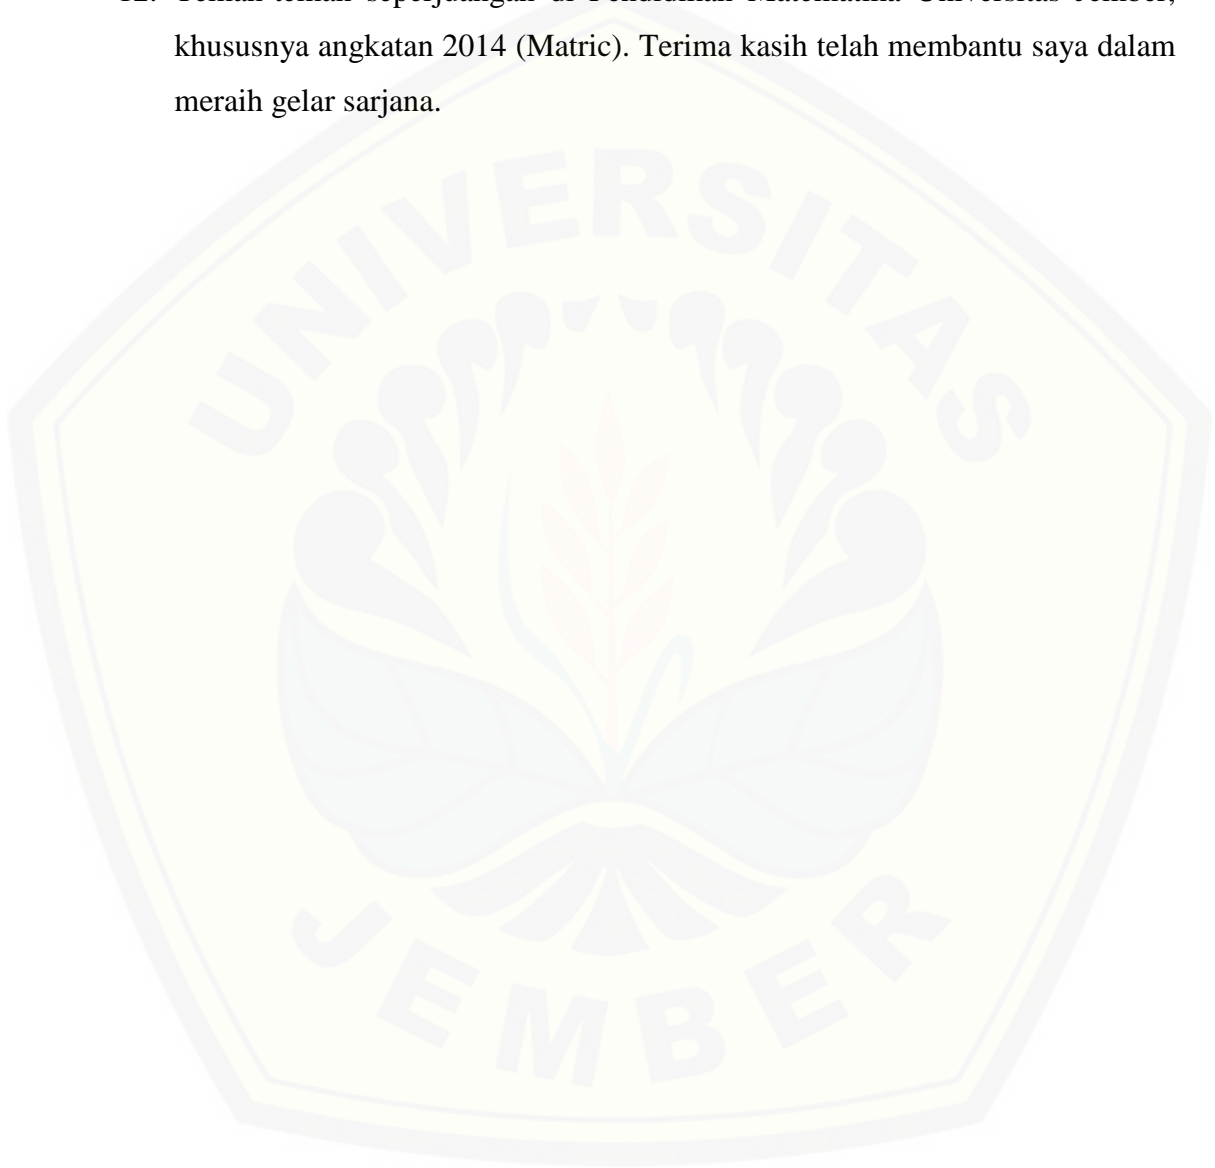 12. Teman-teman seperjuangan di Pendidikan Matematika Universitas Jember,
khususnya angkatan 2014 (Matric). Terima kasih telah membantu saya dalam
meraih gelar sarjana.
UNIVERSITAS
JEMBER